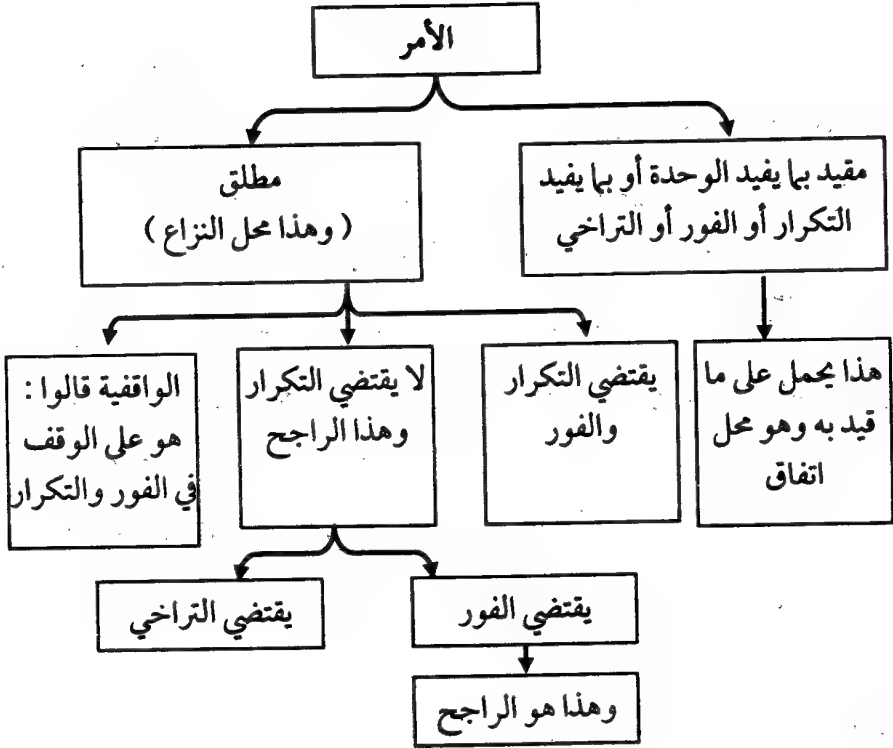 الأمر
مقيد بما يفيد الوحدة أو بما يفيد
التكرار أو الفور أو التراخي
مطلق
( وهذا محل النزاع )
هذا يحمل على ما
قيد به وهو محل
اتفاق
يقتضي التكرار
والفور
لا يقتضي التكرار
وهذا الراجح
الواقفية قالوا :
هو على الوقف
في الفور والتكرار
يقتضي الفور
يقتضي التراخي
وهذا هو الراجح